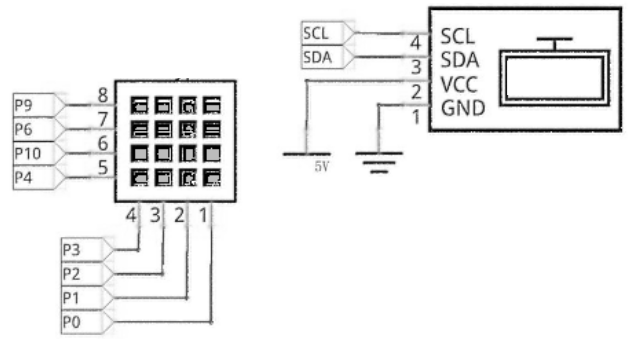 SCL 4 SCL
SDA 3 SDA
2 VCC
1 GND
5V
P9 8
P6 7
P10 6
P4 5
4 3 2 1
P3
P2
P1
P0